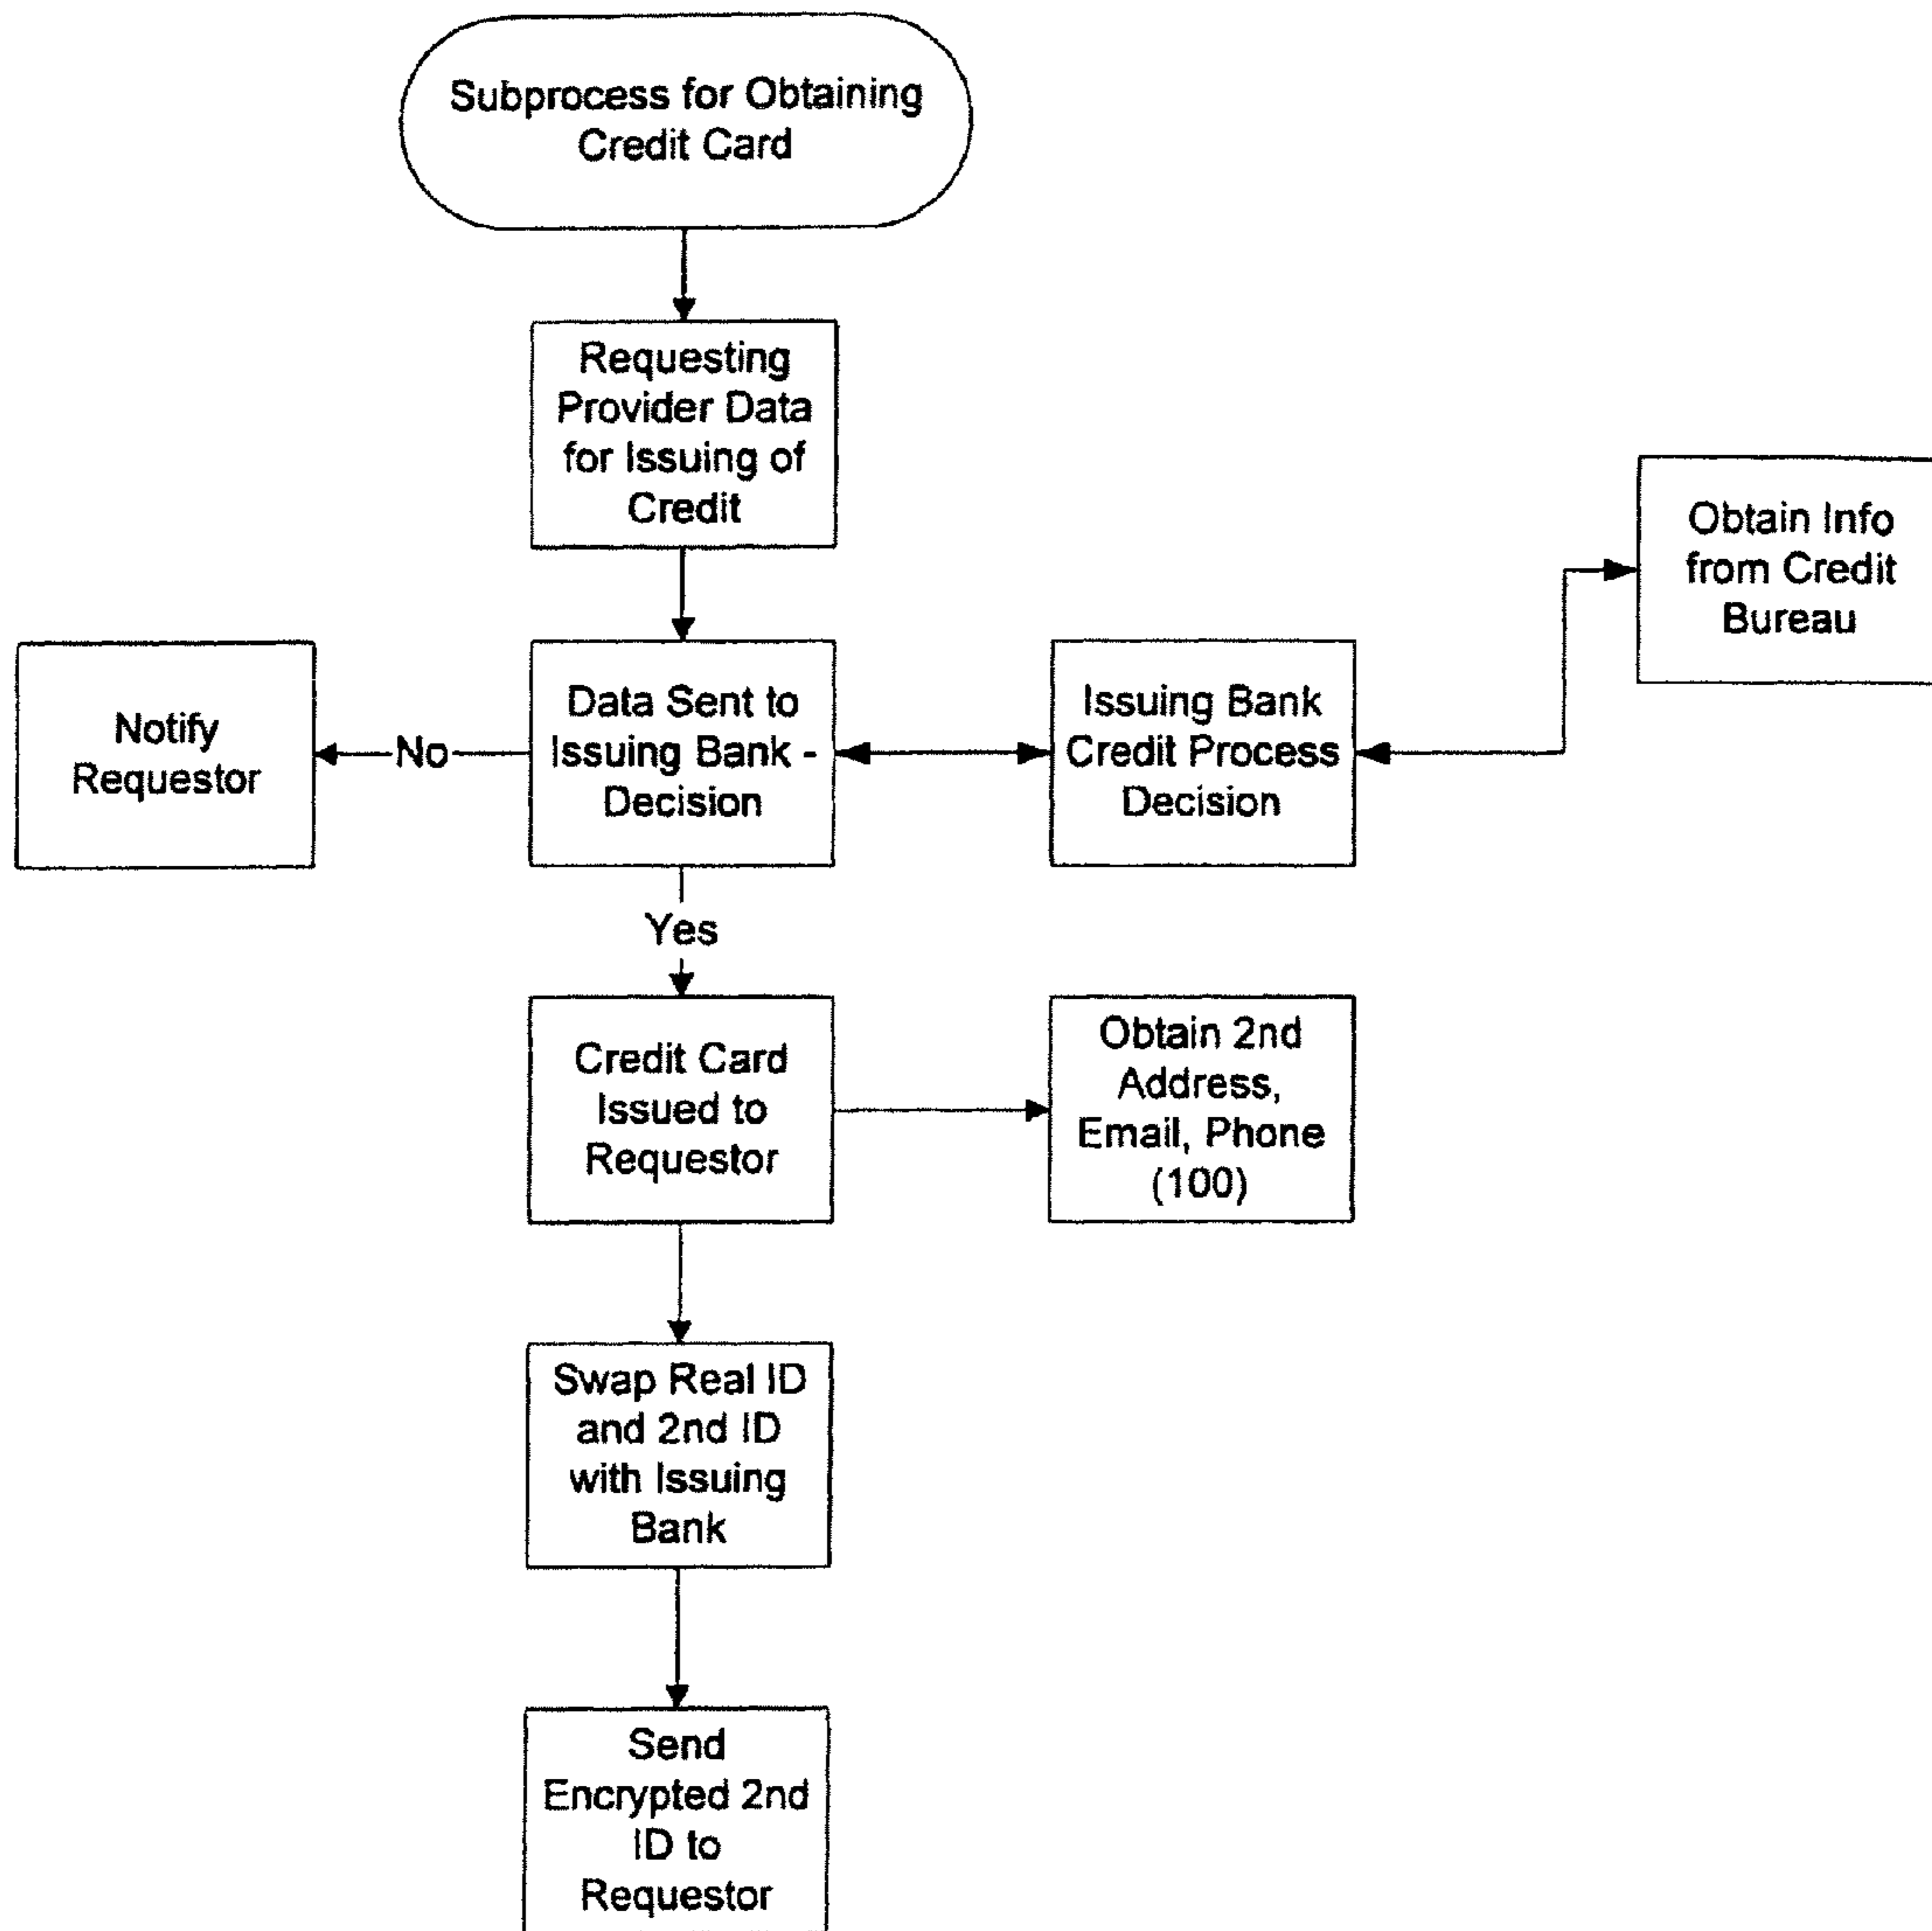 Subprocess for Obtaining
Credit Card
Requesting
Provider Data
for Issuing of
Credit
Obtain Info
from Credit
Bureau
Notify
Requestor
No
Data Sent to
Issuing Bank -
Decision
Issuing Bank
Credit Process
Decision
Yes
Credit Card
Issued to
Requestor
Obtain 2nd
Address,
Email, Phone
(100)
Swap Real ID
and 2nd ID
with Issuing
Bank
Send
Encrypted 2nd
ID to
Requestor